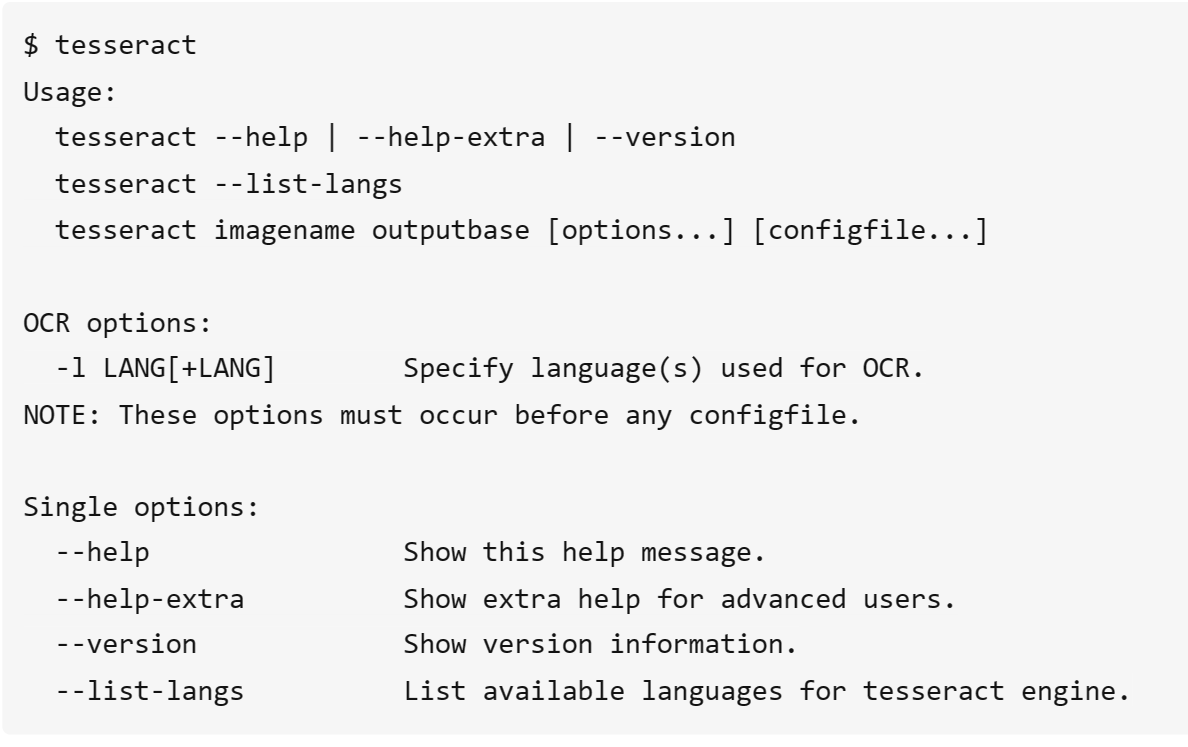 $ tesseract
Usage:
  tesseract --help | --help-extra | --version
  tesseract --list-langs
  tesseract imagename outputbase [options...] [configfile...]

OCR options:
  -l LANG[+LANG]        Specify language(s) used for OCR.
NOTE: These options must occur before any configfile.

Single options:
  --help                Show this help message.
  --help-extra          Show extra help for advanced users.
  --version             Show version information.
  --list-langs          List available languages for tesseract engine.